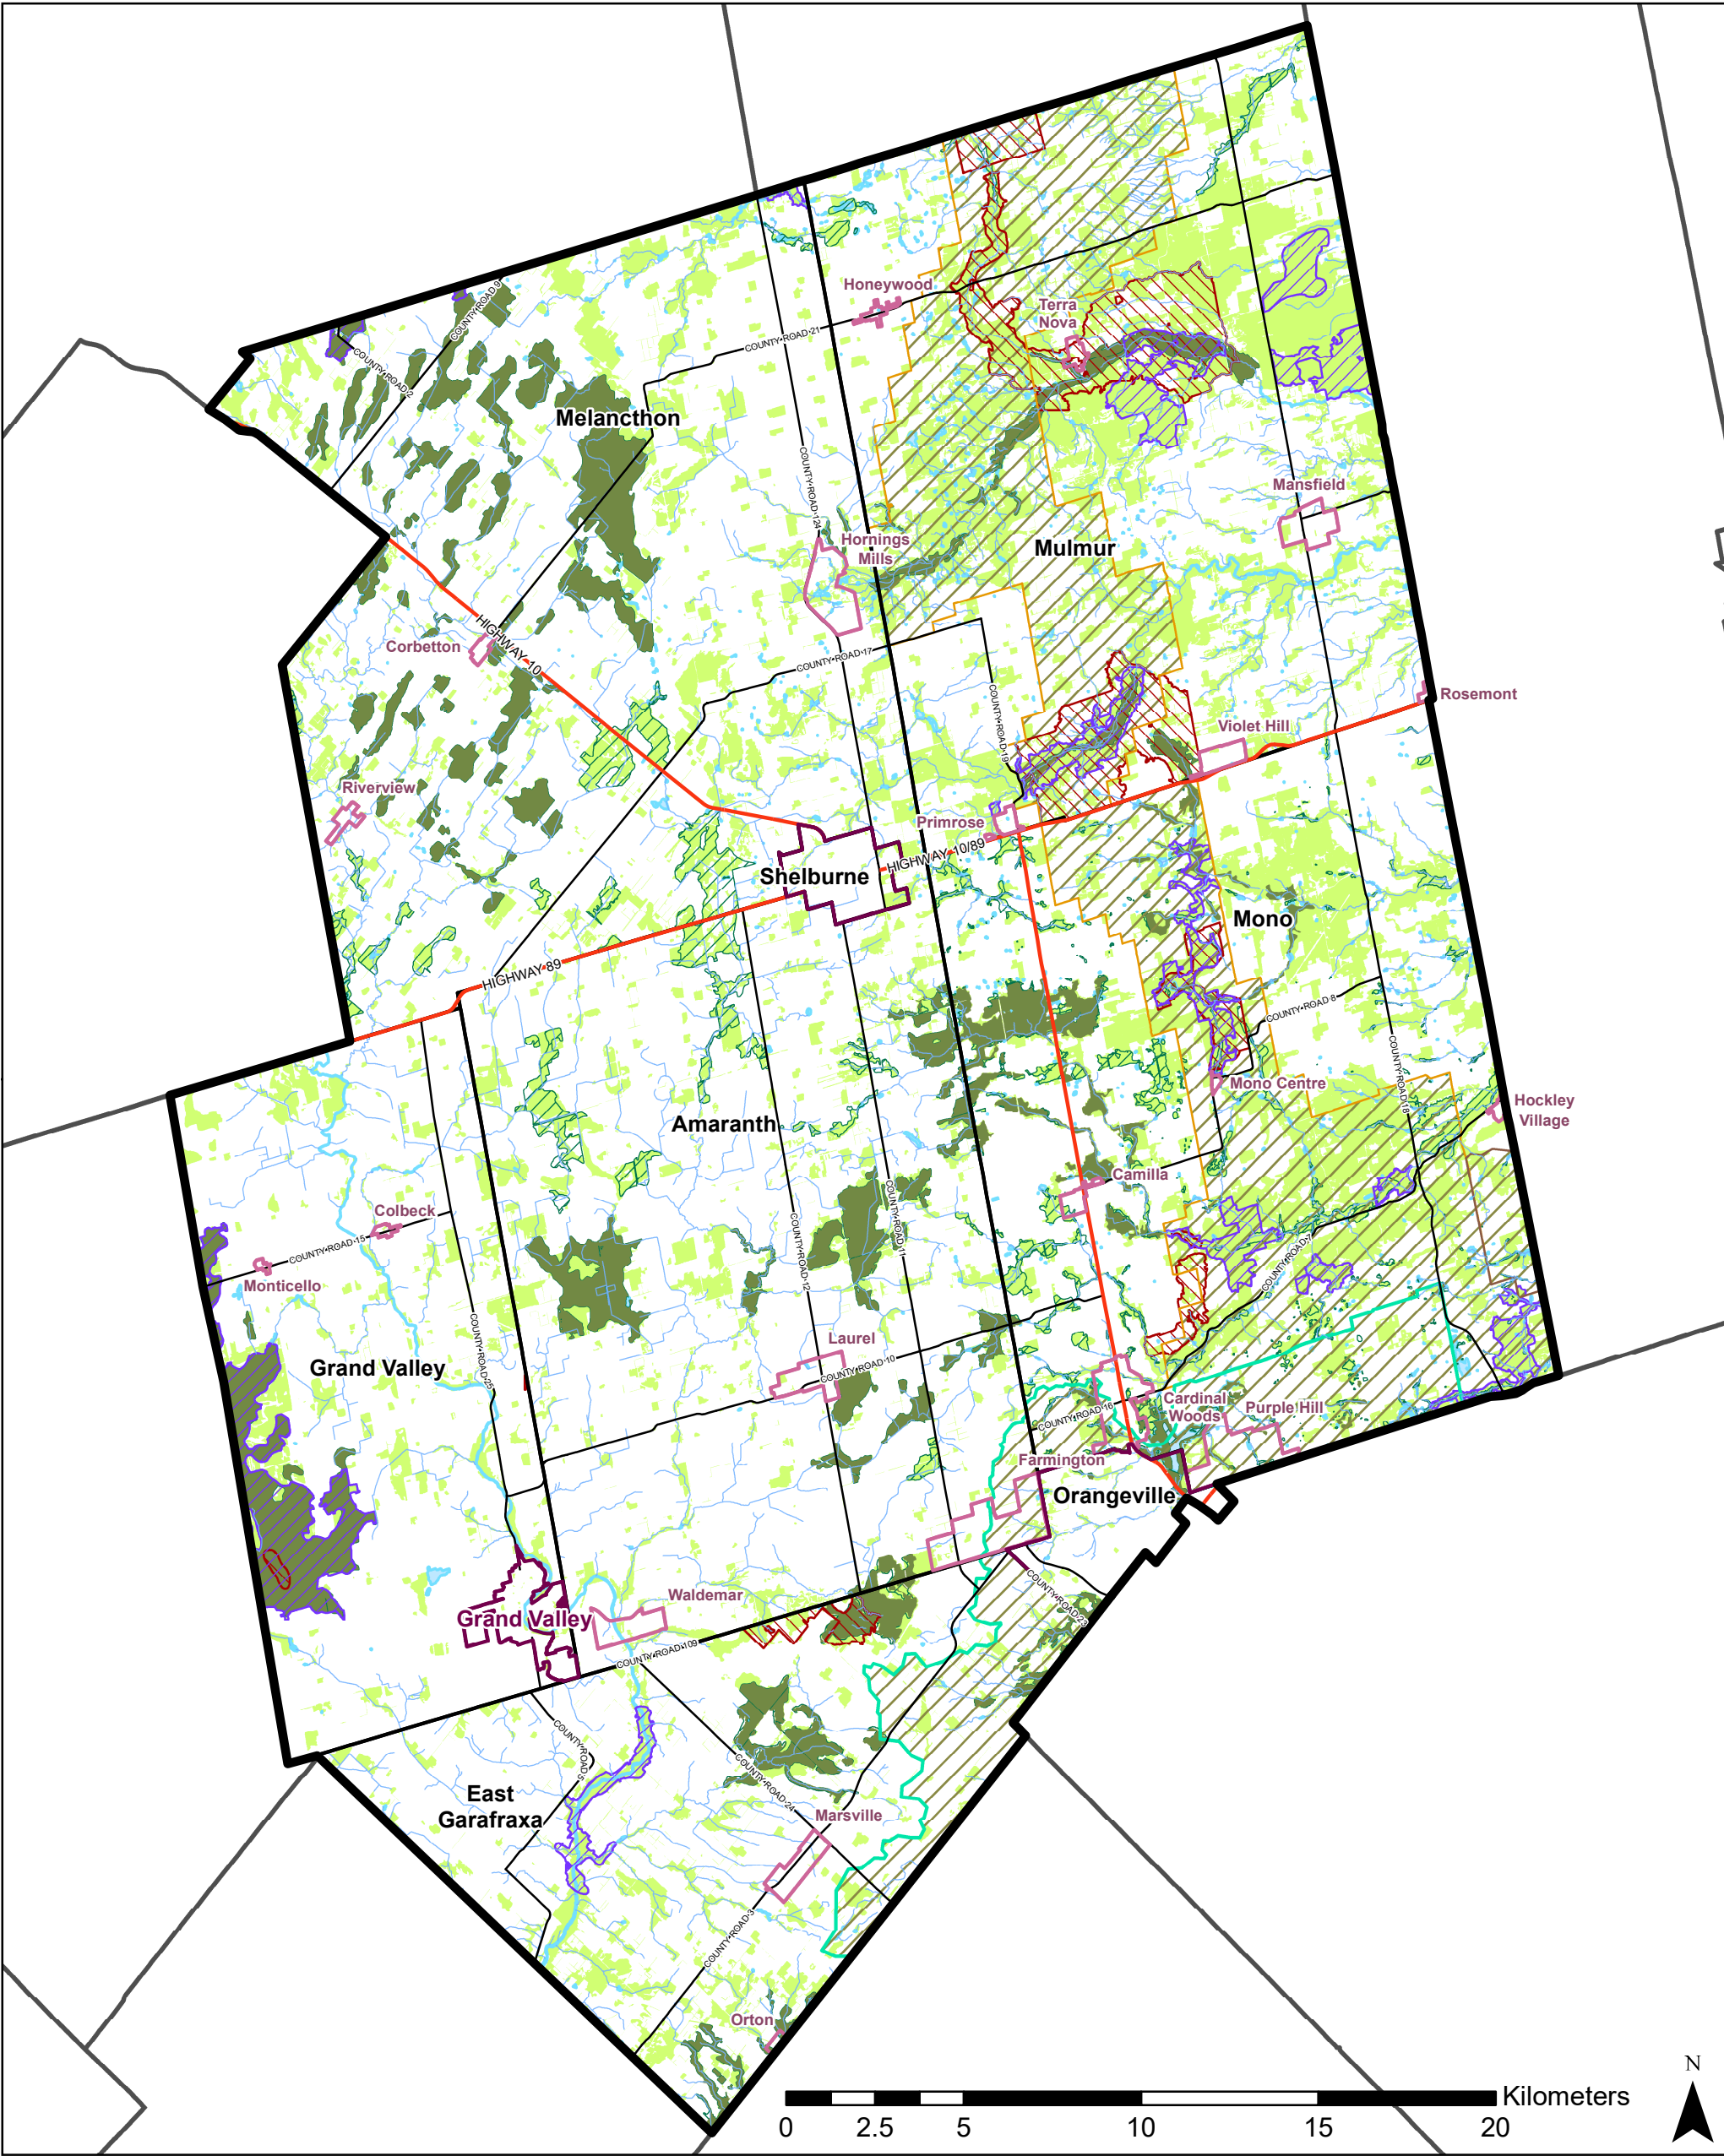 COUNTY ROAD 9
Honeywood
Terra
Nova
COUNTY ROAD 21
COUNTY ROAD 2
Melancthon
COUNTY ROAD 124
Mansfield
Hornings
Mills
Mulmur
HIGHWAY 10
Corbetton
COUNTY ROAD 17
COUNTY ROAD 19
Rosemont
Violet Hill
Riverview
Primrose
HIGHWAY 10/89
Shelburne
Mono
HIGHWAY 89
COUNTY ROAD 8
COUNTY ROAD 18
Mono Centre
Hockley
Village
Amaranth
Camilla
Colbeck
COUNTY ROAD 11
COUNTY ROAD 15
COUNTY ROAD 12
COUNTY ROAD 7
Monticello
Laurel
COUNTY ROAD 25
Grand Valley
COUNTY ROAD 10
Cardinal
Woods
Purple Hill
COUNTY ROAD 16
Farmington
Orangeville
COUNTY ROAD 23
Waldemar
Grand Valley
COUNTY ROAD 109
COUNTY ROAD 5
COUNTY ROAD 24
East
Garafraxa
Marsville
COUNTY ROAD 3
Orton
N
Kilometers
0 2.5 5 10 15 20